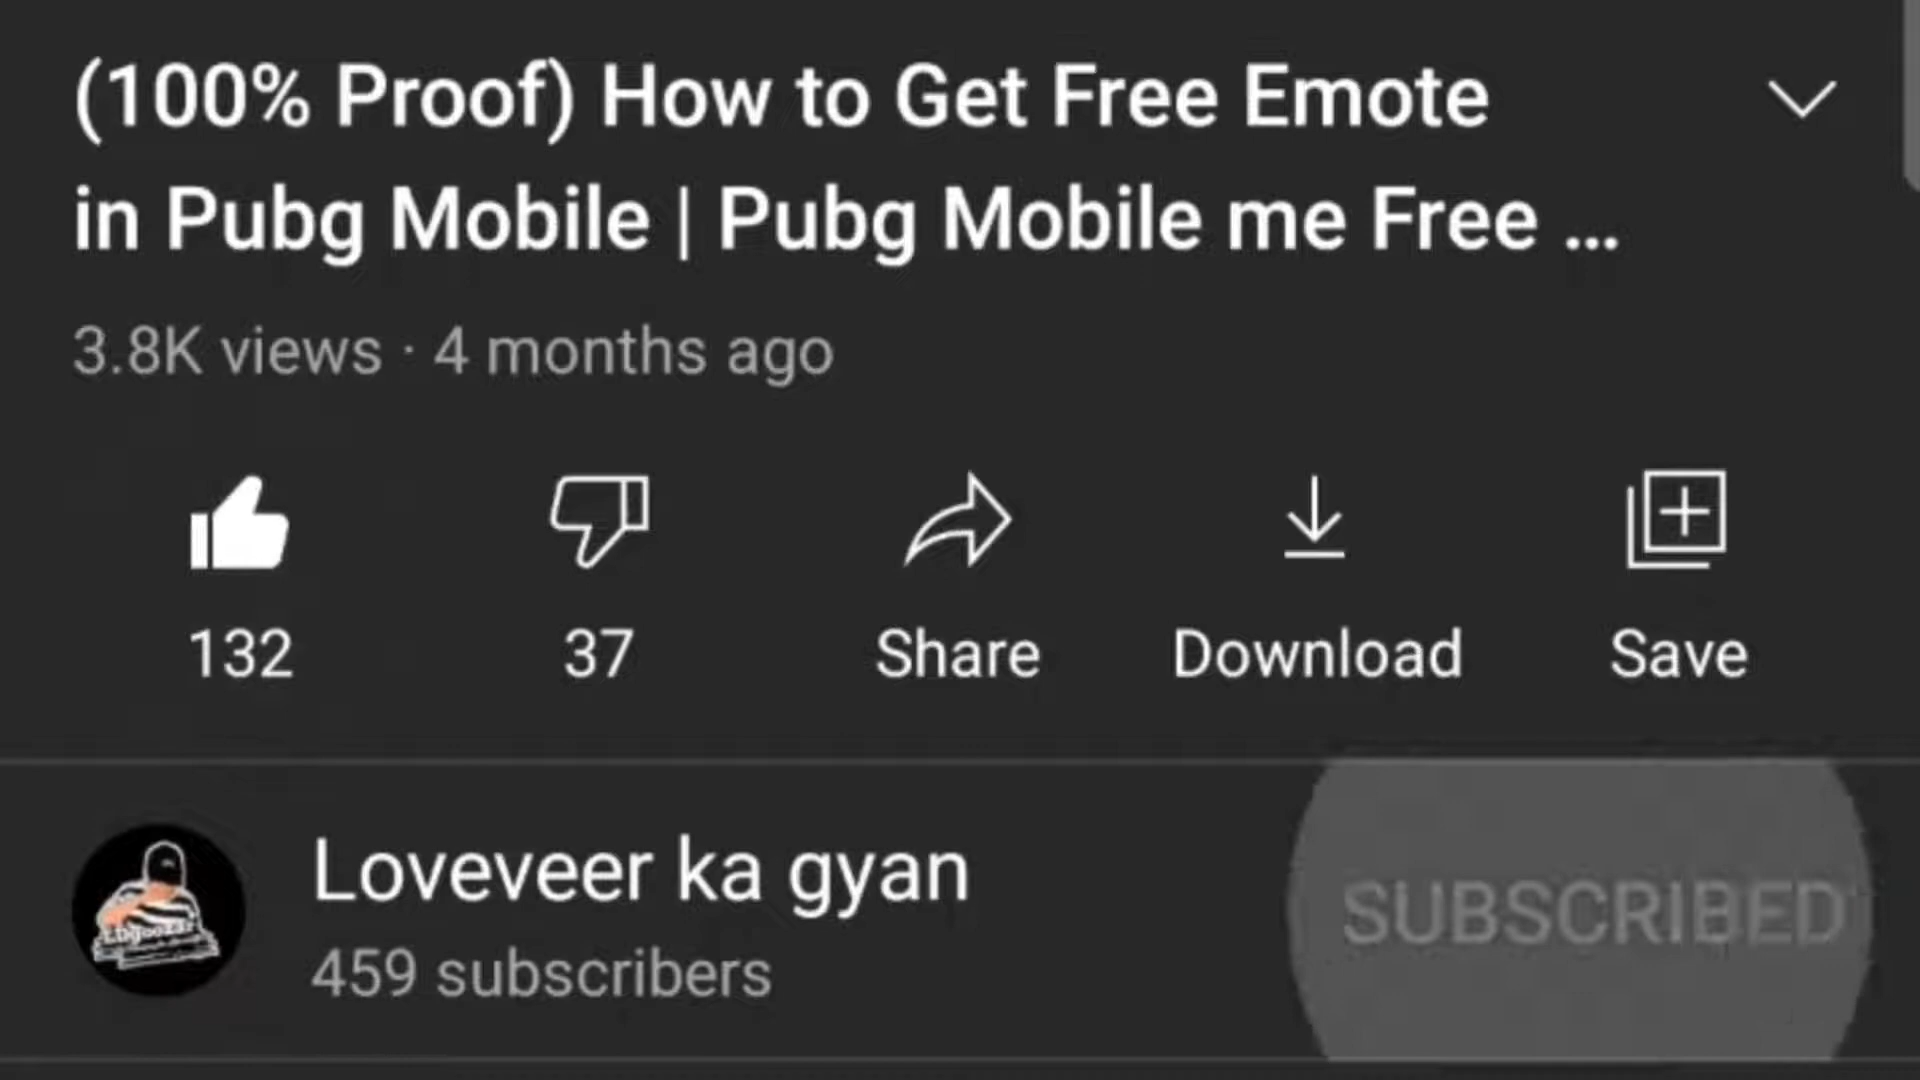 (100% Proof) How to Get Free Emote
in Pubg Mobile | Pubg Mobile me Free ...
3.8K views · 4 months ago
132
37
Share
Download
Save
Loveveer ka gyan
SUBSCRIBED
459 subscribers